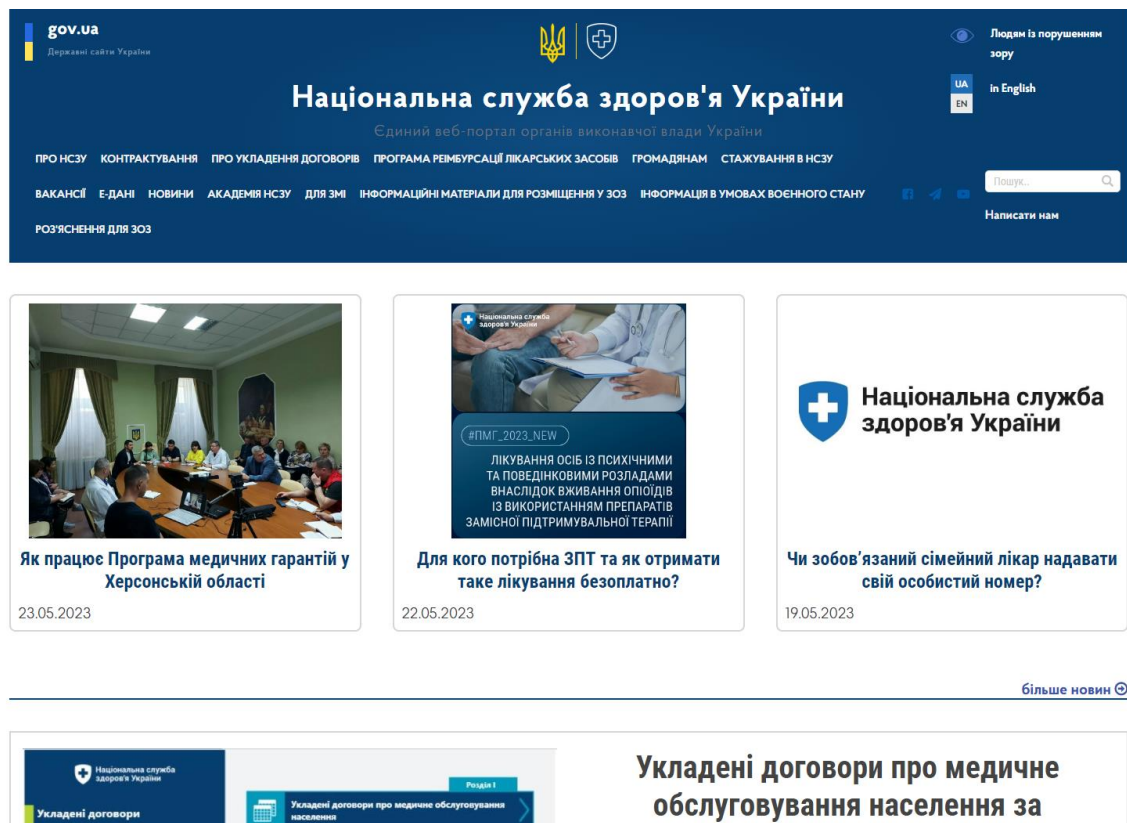 gov.ua
Державні сайти України
Людям із порушенням
зору
UA
in English
EN
Національна служба здоров'я України
Єдиний веб-портал органів виконавчої влади України
ПРО НСЗУ КОНТРАКТУВАННЯ ПРО УКЛАДЕННЯ ДОГОВОРІВ ПРОГРАМА РЕІМБУРСАЦІЇ ЛІКАРСЬКИХ ЗАСОБІВ ГРОМАДЯНАМ СТАЖУВАННЯ В НСЗУ
ВАКАНСІЇ Е-ДАНІ НОВИНИ АКАДЕМІЯ НСЗУ ДЛЯ ЗМІ ІНФОРМАЦІЙНІ МАТЕРІАЛИ ДЛЯ РОЗМІЩЕННЯ У ЗОЗ ІНФОРМАЦІЯ В УМОВАХ ВОЄННОГО СТАНУ
РОЗ'ЯСНЕННЯ ДЛЯ ЗОЗ
Пошук...
Написати нам
Як працює Програма медичних гарантій у
Херсонській області
23.05.2023
Національна служба
здоров'я України
#ПМГ_2023_NEW
ЛІКУВАННЯ ОСІБ ІЗ ПСИХІЧНИМИ
ТА ПОВЕДІНКОВИМИ РОЗЛАДАМИ
ВНАСЛІДОК ВЖИВАННЯ ОПІОЇДІВ
ІЗ ВИКОРИСТАННЯМ ПРЕПАРАТІВ
ЗАМІСНОЇ ПІДТРИМУВАЛЬНОЇ ТЕРАПІЇ
Для кого потрібна ЗПТ та як отримати
таке лікування безоплатно?
22.05.2023
Національна служба
здоров'я України
Чи зобов’язаний сімейний лікар надавати
свій особистий номер?
19.05.2023
більше новин
Національна служба
здоров'я України
Укладені договори
Розділ I
Укладені договори про медичне обслуговування
населення
Укладені договори про медичне
обслуговування населення за